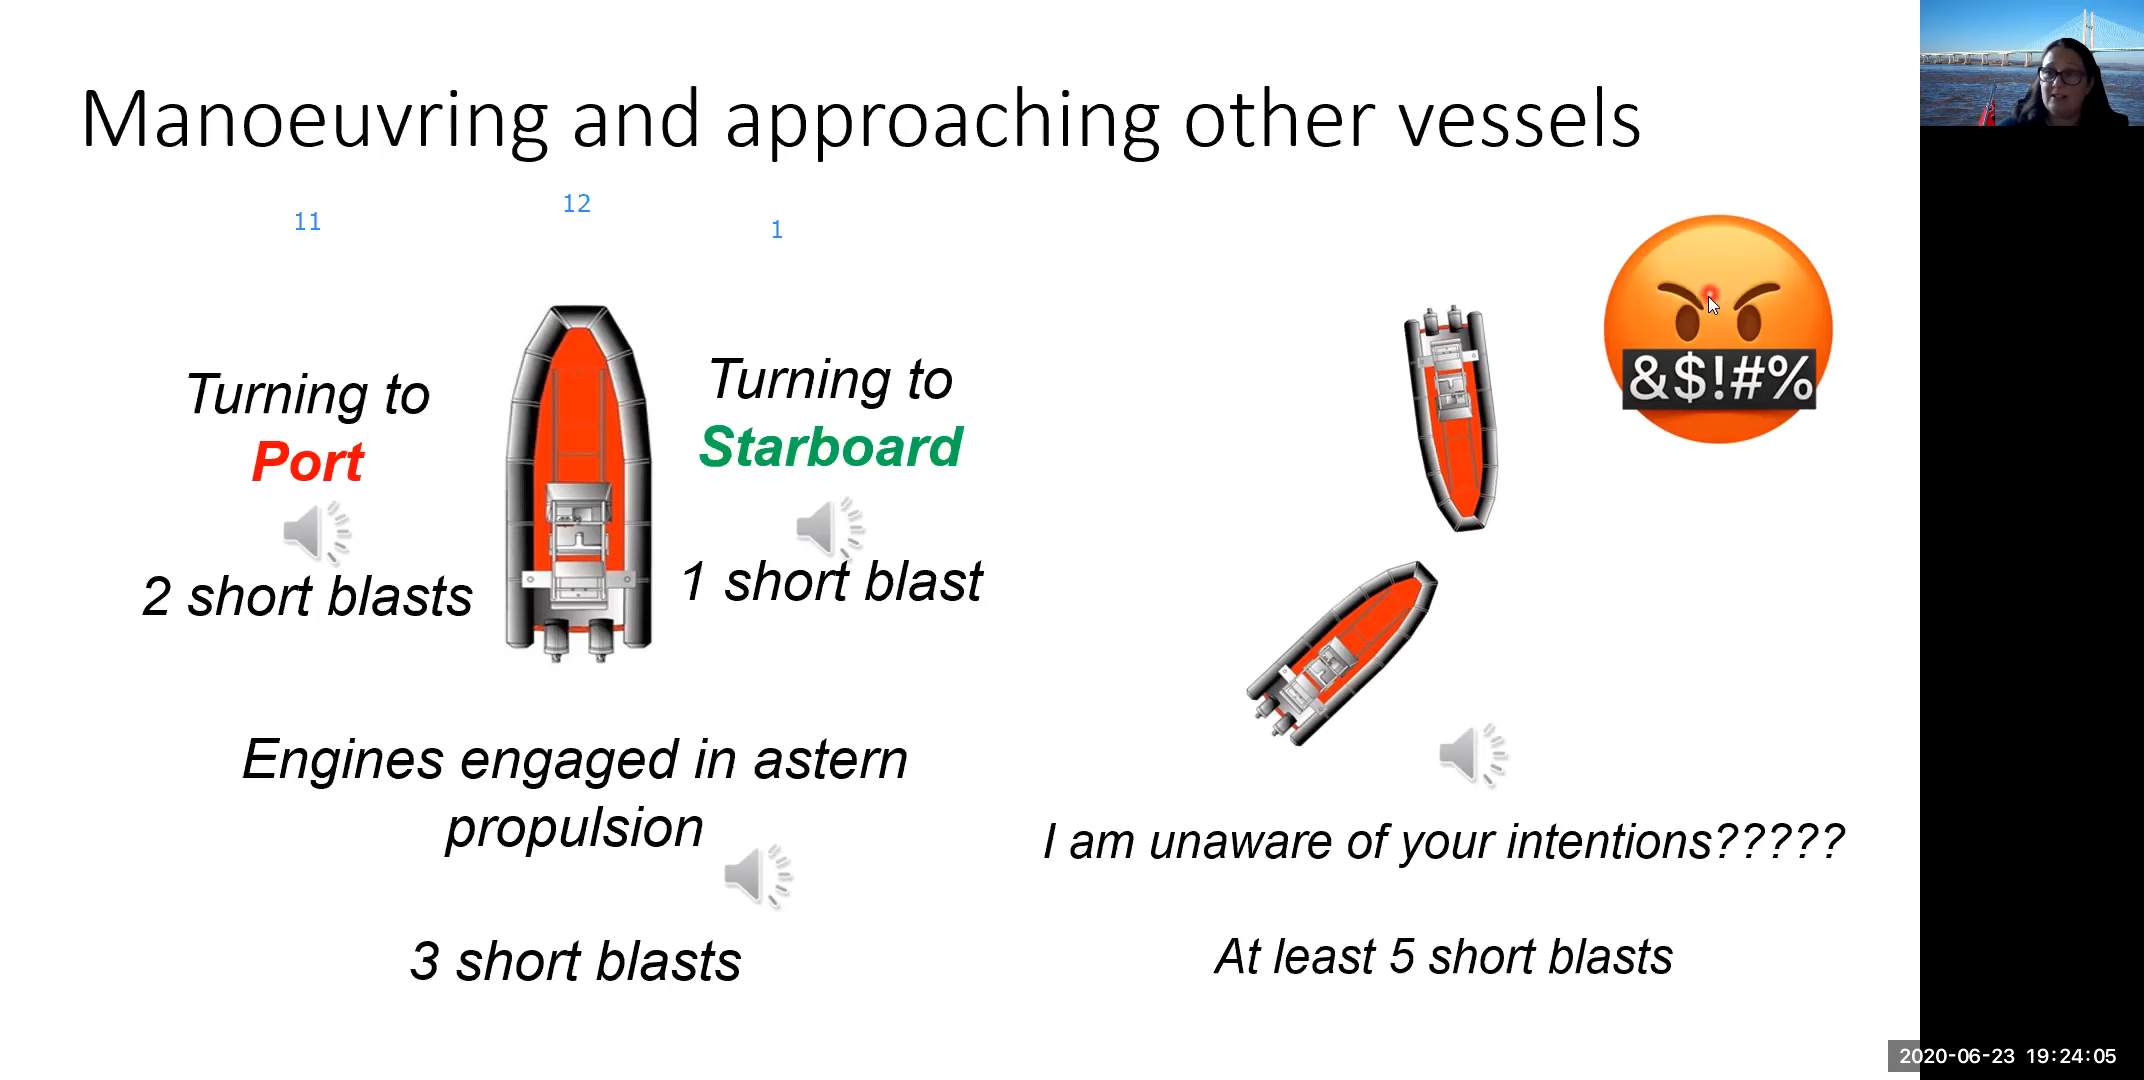 Manoeuvring and approaching other vessels
11
12
1
Turning to
Port
2 short blasts
Turning to
Starboard
1 short blast
&$!#%
Engines engaged in astern
propulsion
3 short blasts
I am unaware of your intentions?????
At least 5 short blasts
2020-06-23 19:24:05